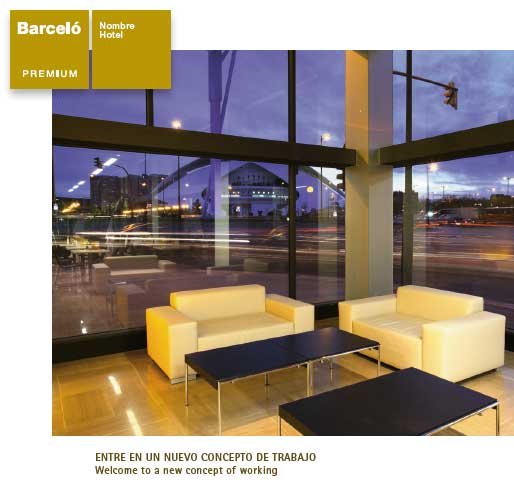 Barceló
PREMIUM
Nombre
Hotel
ENTRE EN UN NUEVO CONCEPTO DE TRABAJO
Welcome to a new concept of working